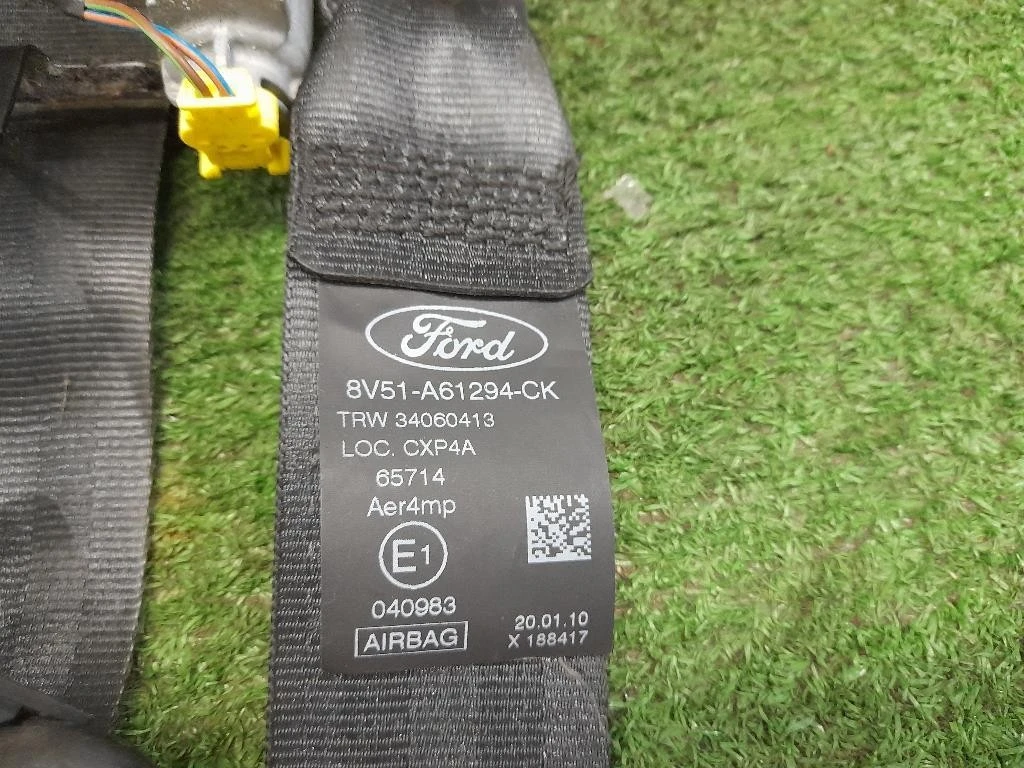 Ford
8V51-A61294-CK
TRW 34060413
LOC. CXP4A
65714
Aer4mp
E1
040983
AIRBAG
20.01.10
X 188417